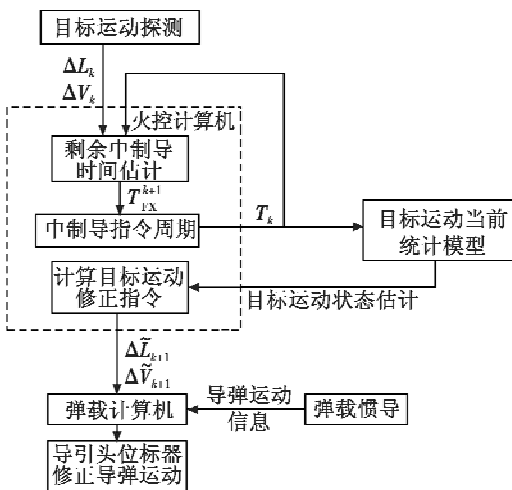 目标运动探测
ΔL_k
ΔV_k
火控计算机
剩余中制导
时间估计
T_FX^{k+1}
中制导指令周期
T_k
目标运动当前
统计模型
计算目标运动
修正指令
目标运动状态估计
ΔL̃_{k+1}
ΔṼ_{k+1}
弹载计算机
导弹运动
信息
弹载惯导
导引头位标器
修正导弹运动